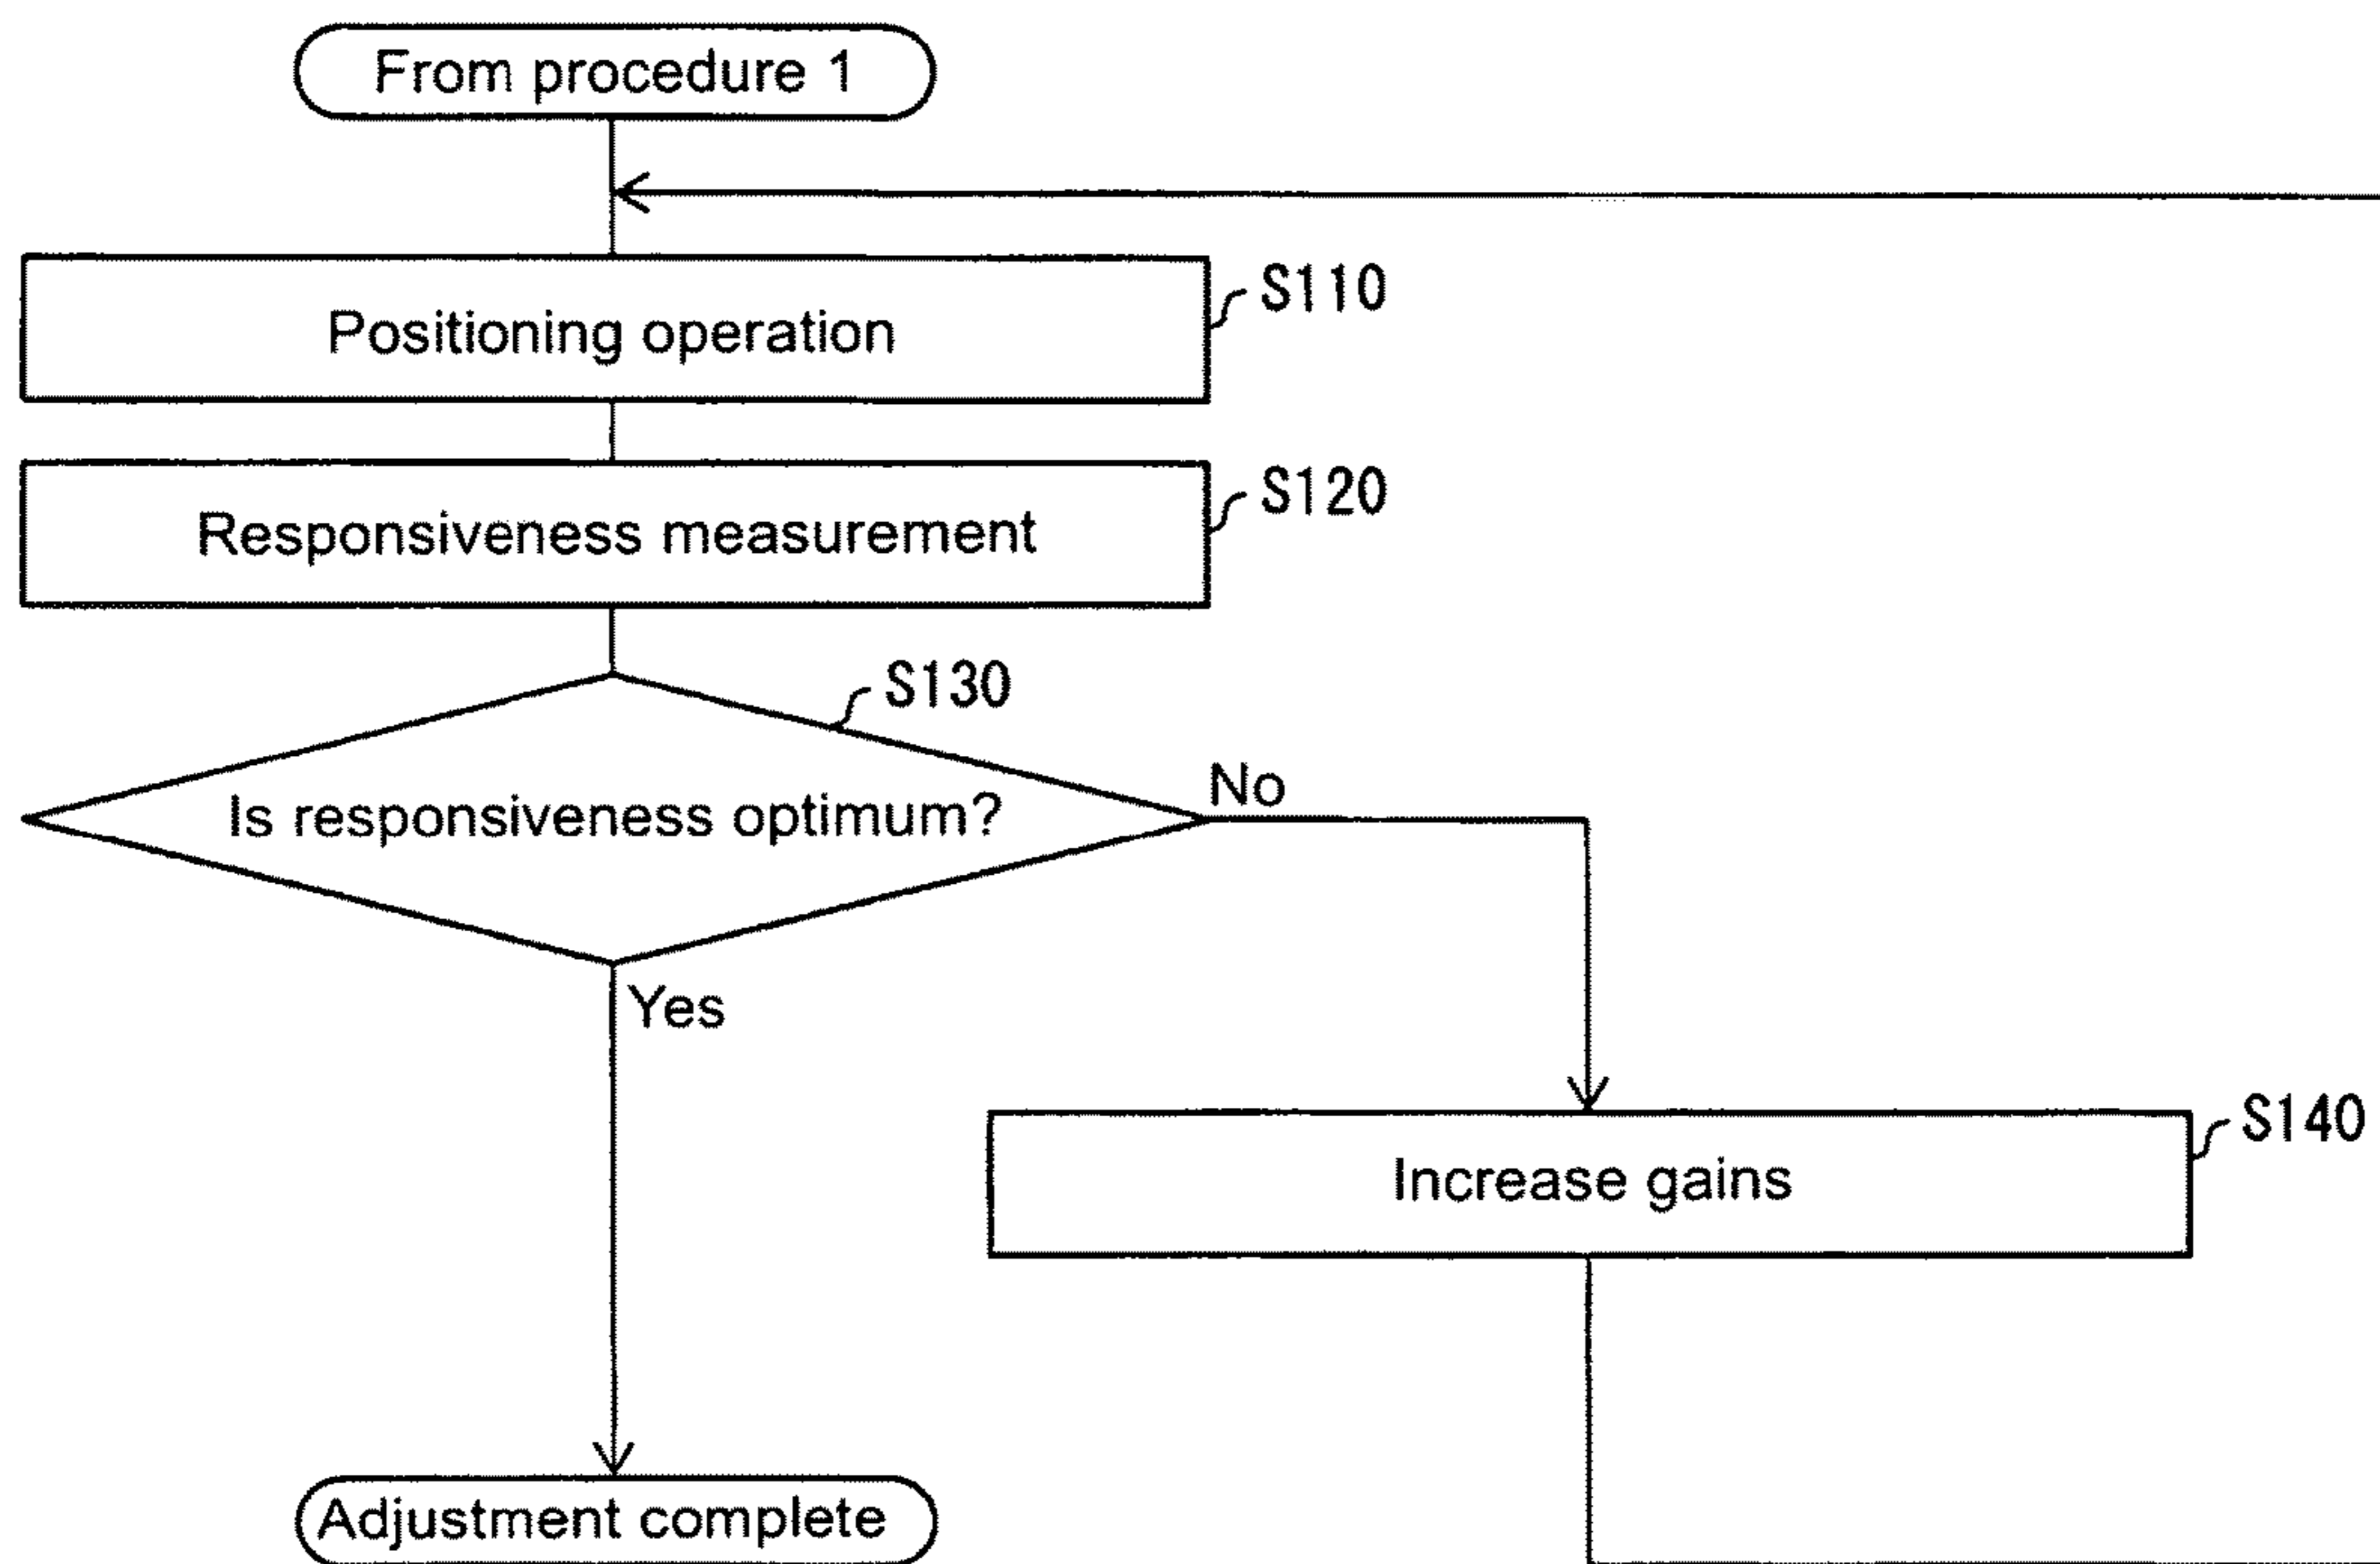 From procedure 1
Positioning operation
S110
Responsiveness measurement
S120
S130
Is responsiveness optimum?
No
Yes
Increase gains
S140
Adjustment complete